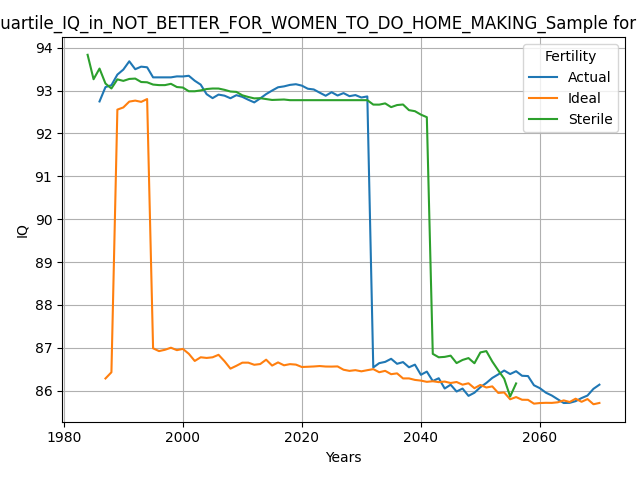 uartile_IQ_in_NOT_BETTER_FOR_WOMEN_TO_DO_HOME_MAKING_Sample for
Fertility
Actual
Ideal
Sterile
94
93
92
91
90
89
88
87
86
IQ
1980
2000
2020
2040
2060
Years